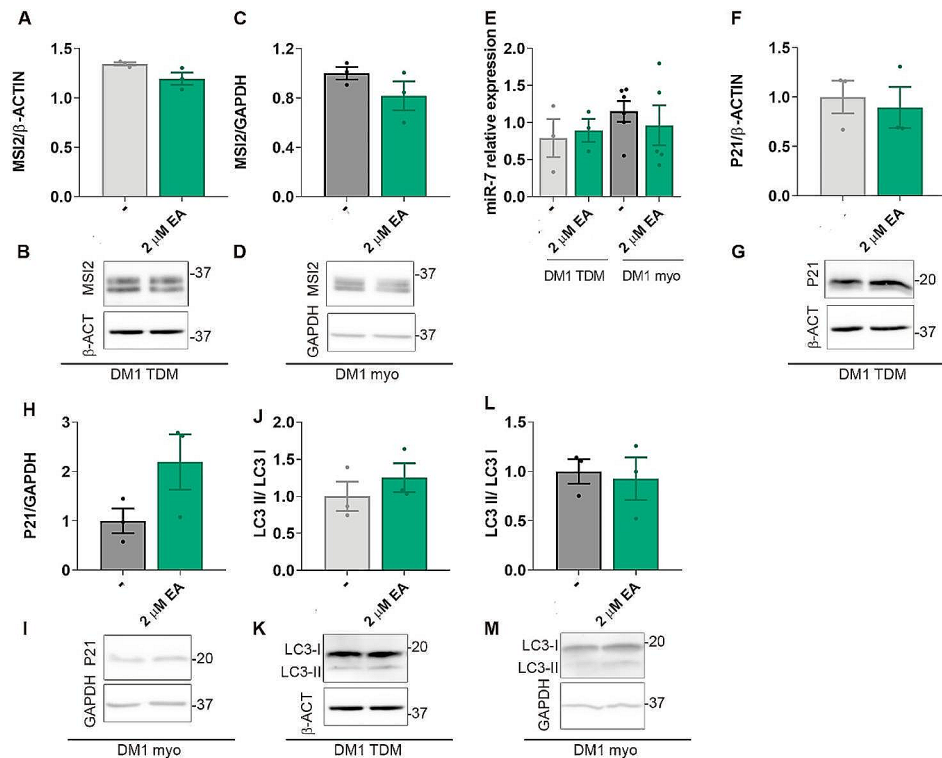 A
MSI2/β-ACTIN
1.5
1.0
0.5
0.0
-
2 μM EA
B
MSI2
-37
β-ACT
-37
DM1 TDM
C
MSI2/GAPDH
1.2
0.8
0.4
0.0
-
2 μM EA
D
MSI2
-37
GAPDH
-37
DM1 myo
E
miR-7 relative expression
2.0
1.5
1.0
0.5
0.0
-
2 μM EA
-
2 μM EA
DM1 TDM
DM1 myo
F
P21/β-ACTIN
1.5
1.0
0.5
0.0
-
2 μM EA
G
P21
-20
β-ACT
-37
DM1 TDM
H
P21/GAPDH
3
2
1
0
-
2 μM EA
I
P21
-20
GAPDH
-37
DM1 myo
J
LC3 II/ LC3 I
2.0
1.5
1.0
0.5
0.0
-
2 μM EA
K
LC3-I
-20
LC3-II
β-ACT
-37
DM1 TDM
L
LC3 II/ LC3 I
1.5
1.0
0.5
0.0
-
2 μM EA
M
LC3-I
-20
LC3-II
GAPDH
-37
DM1 myo